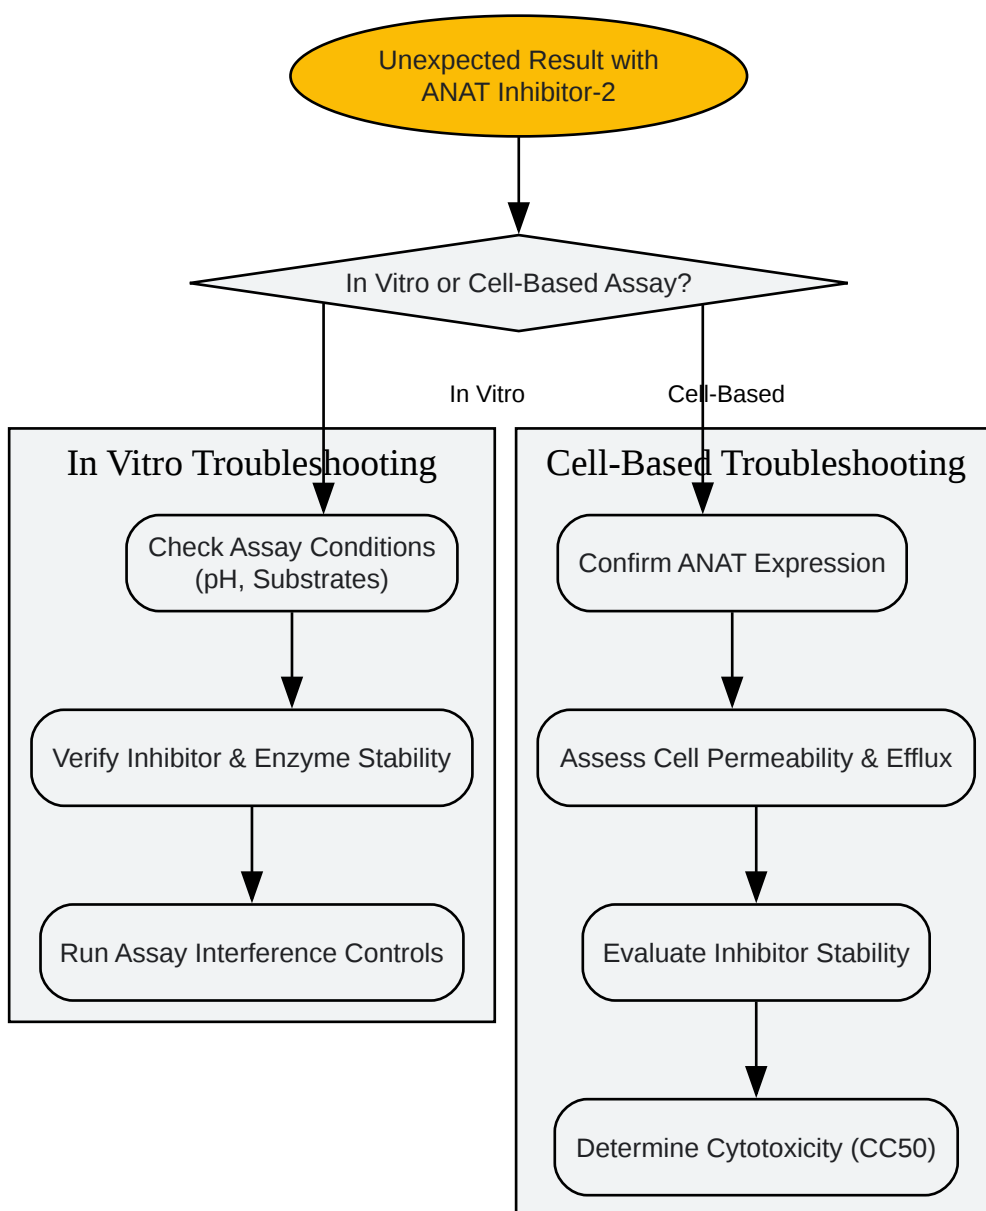 Unexpected Result with
ANAT Inhibitor-2
In Vitro or Cell-Based Assay?
In Vitro
Cell-Based
In Vitro Troubleshooting
Check Assay Conditions
(pH, Substrates)
Verify Inhibitor & Enzyme Stability
Run Assay Interference Controls
Cell-Based Troubleshooting
Confirm ANAT Expression
Assess Cell Permeability & Efflux
Evaluate Inhibitor Stability
Determine Cytotoxicity (CC50)